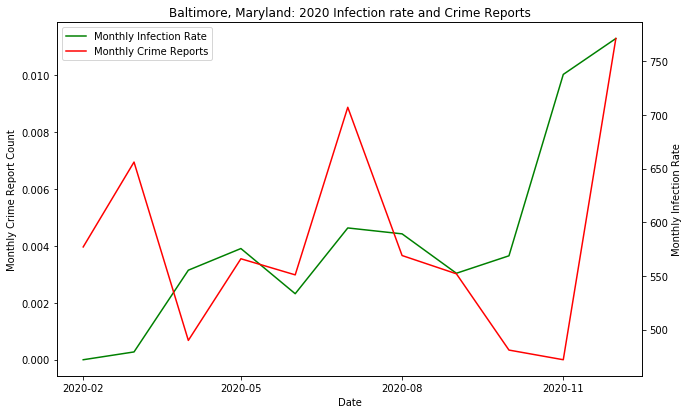 Baltimore, Maryland: 2020 Infection rate and Crime Reports
Monthly Infection Rate
Monthly Crime Reports
0.010
0.008
0.006
0.004
0.002
0.000
Monthly Crime Report Count
750
700
650
600
550
500
Monthly Infection Rate
2020-02
2020-05
2020-08
2020-11
Date